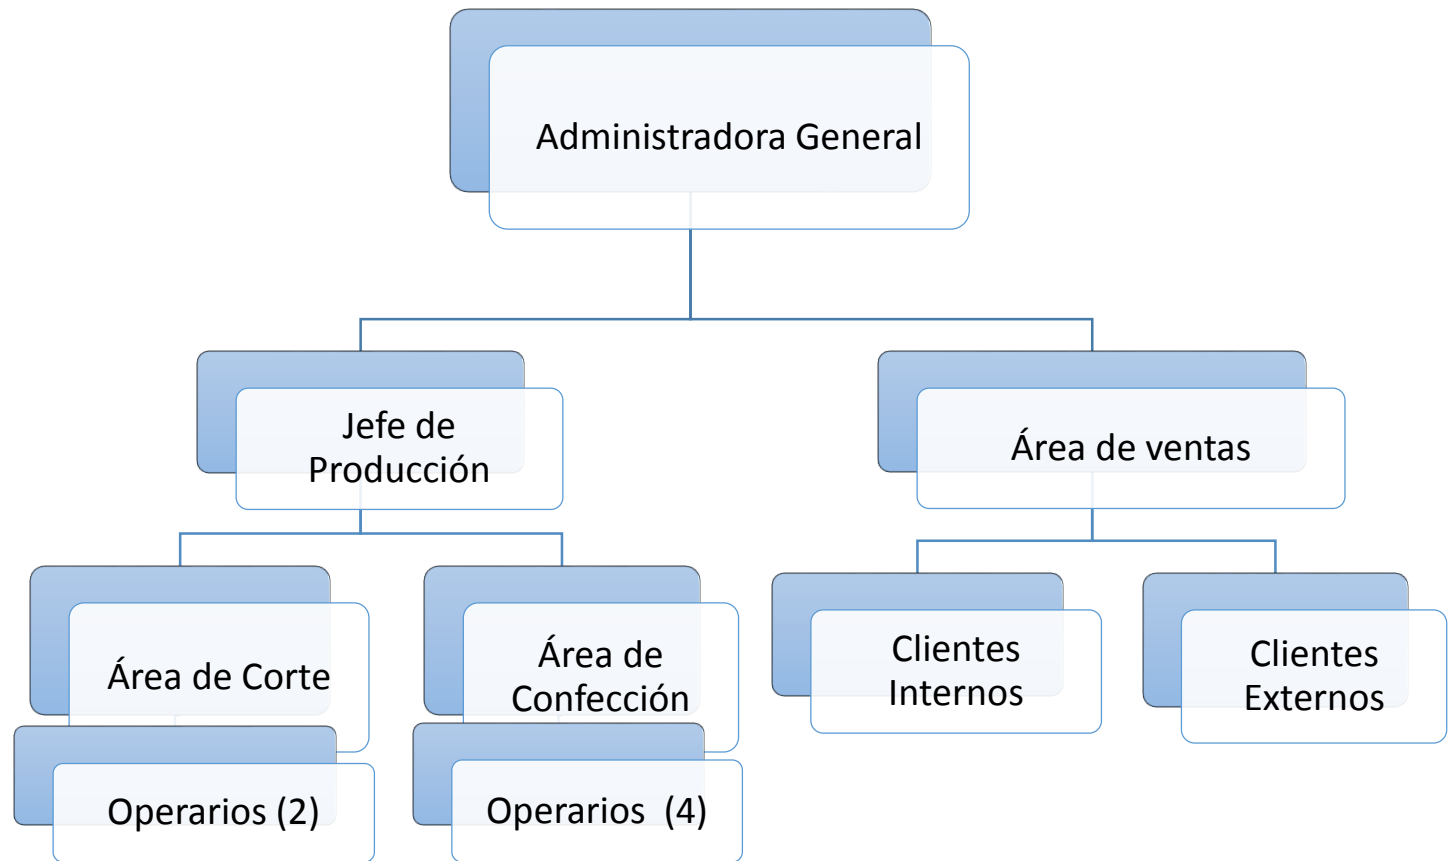 Administradora General
Jefe de
Producción
Área de ventas
Área de Corte
Área de
Confección
Clientes
Internos
Clientes
Externos
Operarios (2)
Operarios  (4)